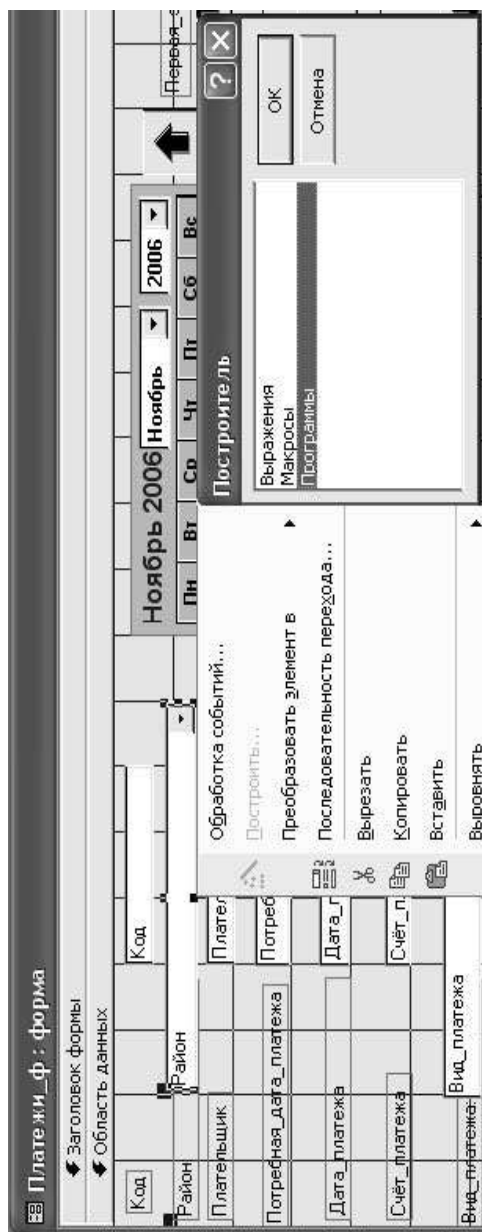 Платежи_ф : форма
Заголовок формы
Область данных
Код
Код
Район
Район
Плательщик
Плател
Потребная_дата_платежа
Потреб
Дата_платежа
Дата_п
Счёт_платежа
Счёт_п.
Вид_платежа:
Вид_платежа
Ноябрь 2006
Ноябрь
2006
Пн Вт Ср Чт Пт Сб Вс
Обработка событий...
Построить...
Преобразовать элемент в
Последовательность перехода...
Вырезать
Копировать
Вставить
Выровнять
Построитель
? ×
Выражения
Макросы
Программы
ОК
Отмена